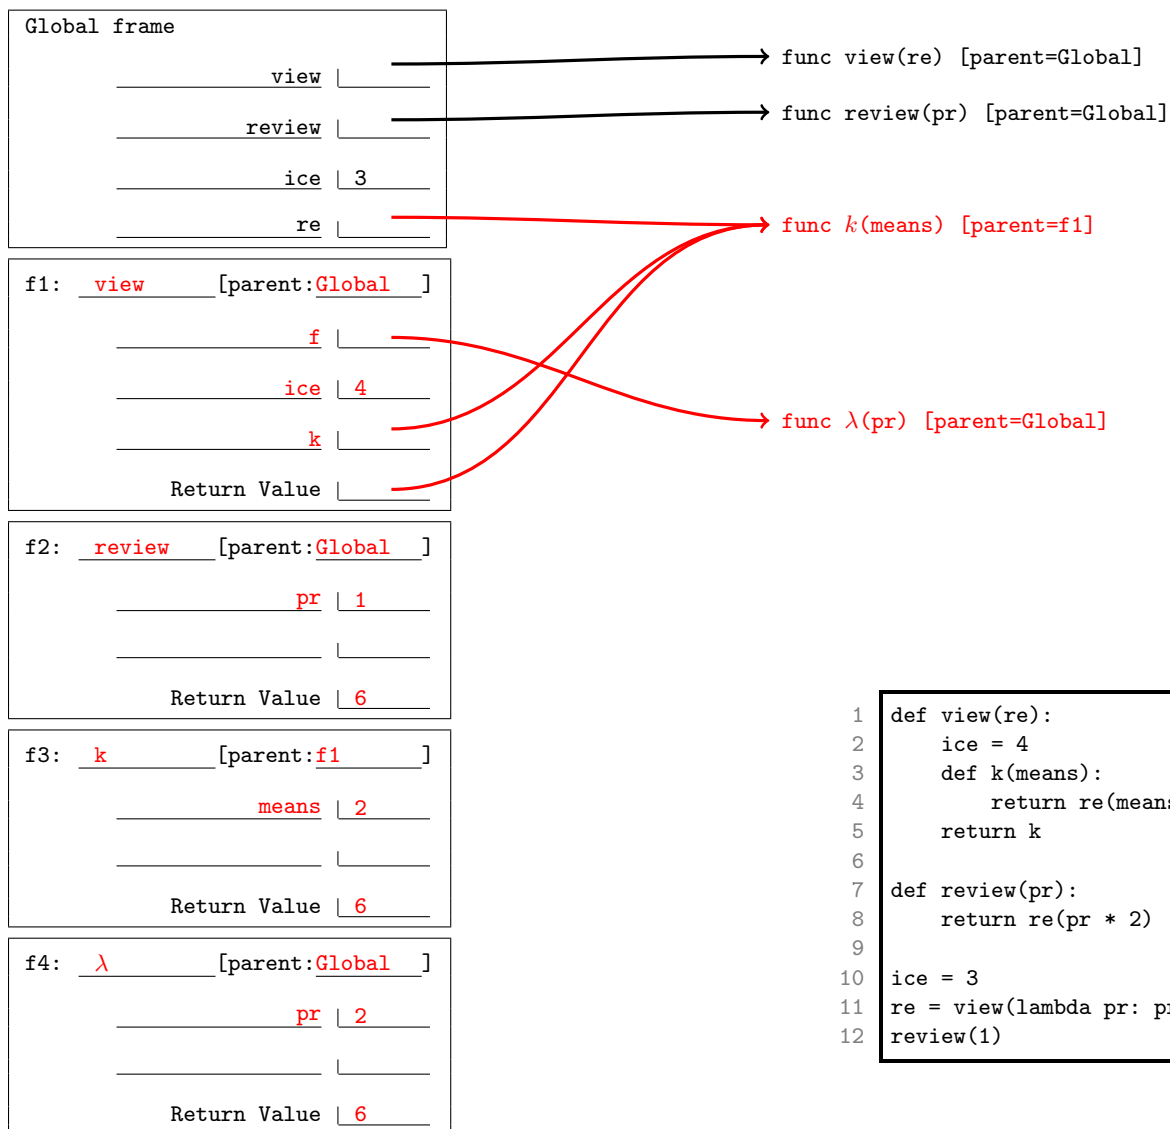 Global frame
view
review
ice 3
re
func view(re) [parent=Global]
func review(pr) [parent=Global]
func k(means) [parent=f1]
func λ(pr) [parent=Global]
f1: view [parent:Global ]
f
ice 4
k
Return Value
f2: review [parent:Global ]
pr 1
Return Value 6
f3: k [parent:f1 ]
means 2
Return Value 6
f4: λ [parent:Global ]
pr 2
Return Value 6
1 def view(re):
2 ice = 4
3 def k(means):
4 return re(means
5 return k
6
7 def review(pr):
8 return re(pr * 2)
9
10 ice = 3
11 re = view(lambda pr: pr
12 review(1)